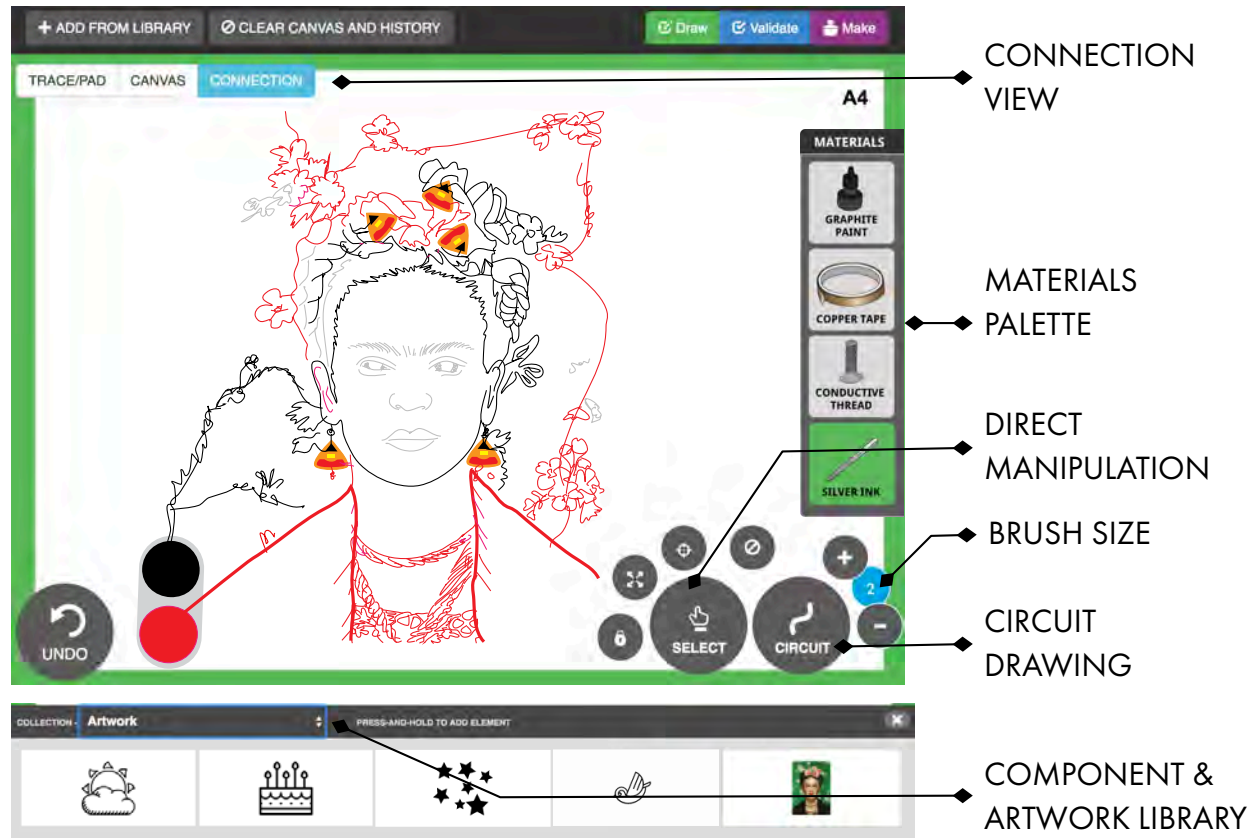 ADD FROM LIBRARY
CLEAR CANVAS AND HISTORY
Draw
Validate
Make
TRACE/PAD
CANVAS
CONNECTION
A4
MATERIALS
GRAPHITE
PAINT
COPPER TAPE
CONDUCTIVE
THREAD
SILVER INK
UNDO
SELECT
CIRCUIT
+
2
-
COLLECTION -
Artwork
PRESS-AND-HOLD TO ADD ELEMENT
CONNECTION
VIEW
MATERIALS
PALETTE
DIRECT
MANIPULATION
BRUSH SIZE
CIRCUIT
DRAWING
COMPONENT &
ARTWORK LIBRARY